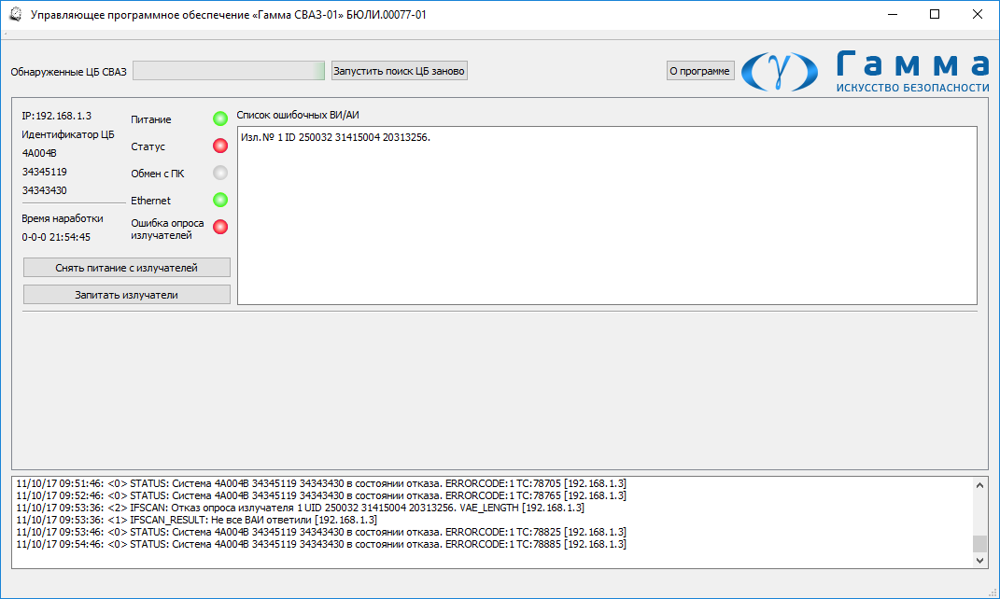 Управляющее программное обеспечение «Гамма СВАЗ-01» БЮЛИ.00077-01
Обнаруженные ЦБ СВАЗ
Запустить поиск ЦБ заново
О программе
Гамма
ИСКУССТВО БЕЗОПАСНОСТИ
IP:192.168.1.3
Идентификатор ЦБ
4A004B
34345119
34343430
Время наработки
0-0-0 21:54:45
Питание
Статус
Обмен с ПК
Ethernet
Ошибка опроса
излучателей
Снять питание с излучателей
Запитать излучатели
Список ошибочных ВИ/АИ
Изл.№ 1 ID 250032 31415004 20313256.
11/10/17 09:51:46: <0> STATUS: Система 4A004B 34345119 34343430 в состоянии отказа. ERRORCODE:1 TC:78705 [192.168.1.3]
11/10/17 09:52:46: <0> STATUS: Система 4A004B 34345119 34343430 в состоянии отказа. ERRORCODE:1 TC:78765 [192.168.1.3]
11/10/17 09:53:36: <2> IFSCAN: Отказ опроса излучателя 1 UID 250032 31415004 20313256. VAE_LENGTH [192.168.1.3]
11/10/17 09:53:36: <1> IFSCAN_RESULT: Не все ВАИ ответили [192.168.1.3]
11/10/17 09:53:46: <0> STATUS: Система 4A004B 34345119 34343430 в состоянии отказа. ERRORCODE:1 TC:78825 [192.168.1.3]
11/10/17 09:54:46: <0> STATUS: Система 4A004B 34345119 34343430 в состоянии отказа. ERRORCODE:1 TC:78885 [192.168.1.3]